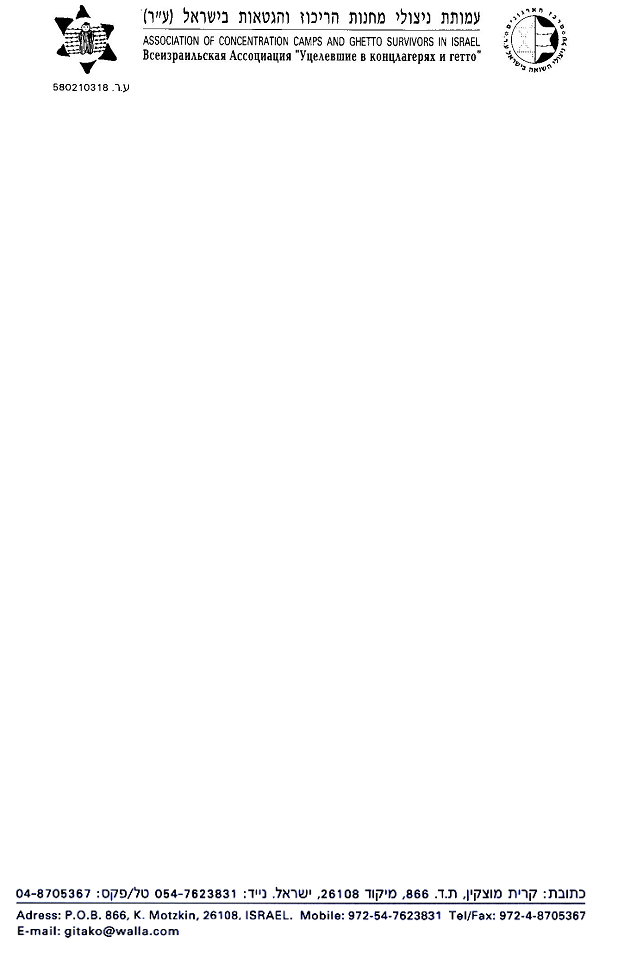 עמותת ניצולי מחנות הריכוז והגטאות בישראל (ע"ר)
ASSOCIATION OF CONCENTRATION CAMPS AND GHETTO SURVIVORS IN ISRAEL
Всеизраильская Ассоциация "Уцелевшие в концлагерях и гетто"
ע.ר. 580210318
כתובת: קרית מוצקין, ת.ד. 866, מיקוד 26108, ישראל. נייד: 054-7623831 טל/פקס: 04-8705367
Adress: P.O.B. 866, K. Motzkin, 26108, ISRAEL. Mobile: 972-54-7623831 Tel/Fax: 972-4-8705367
E-mail: gitako@walla.com